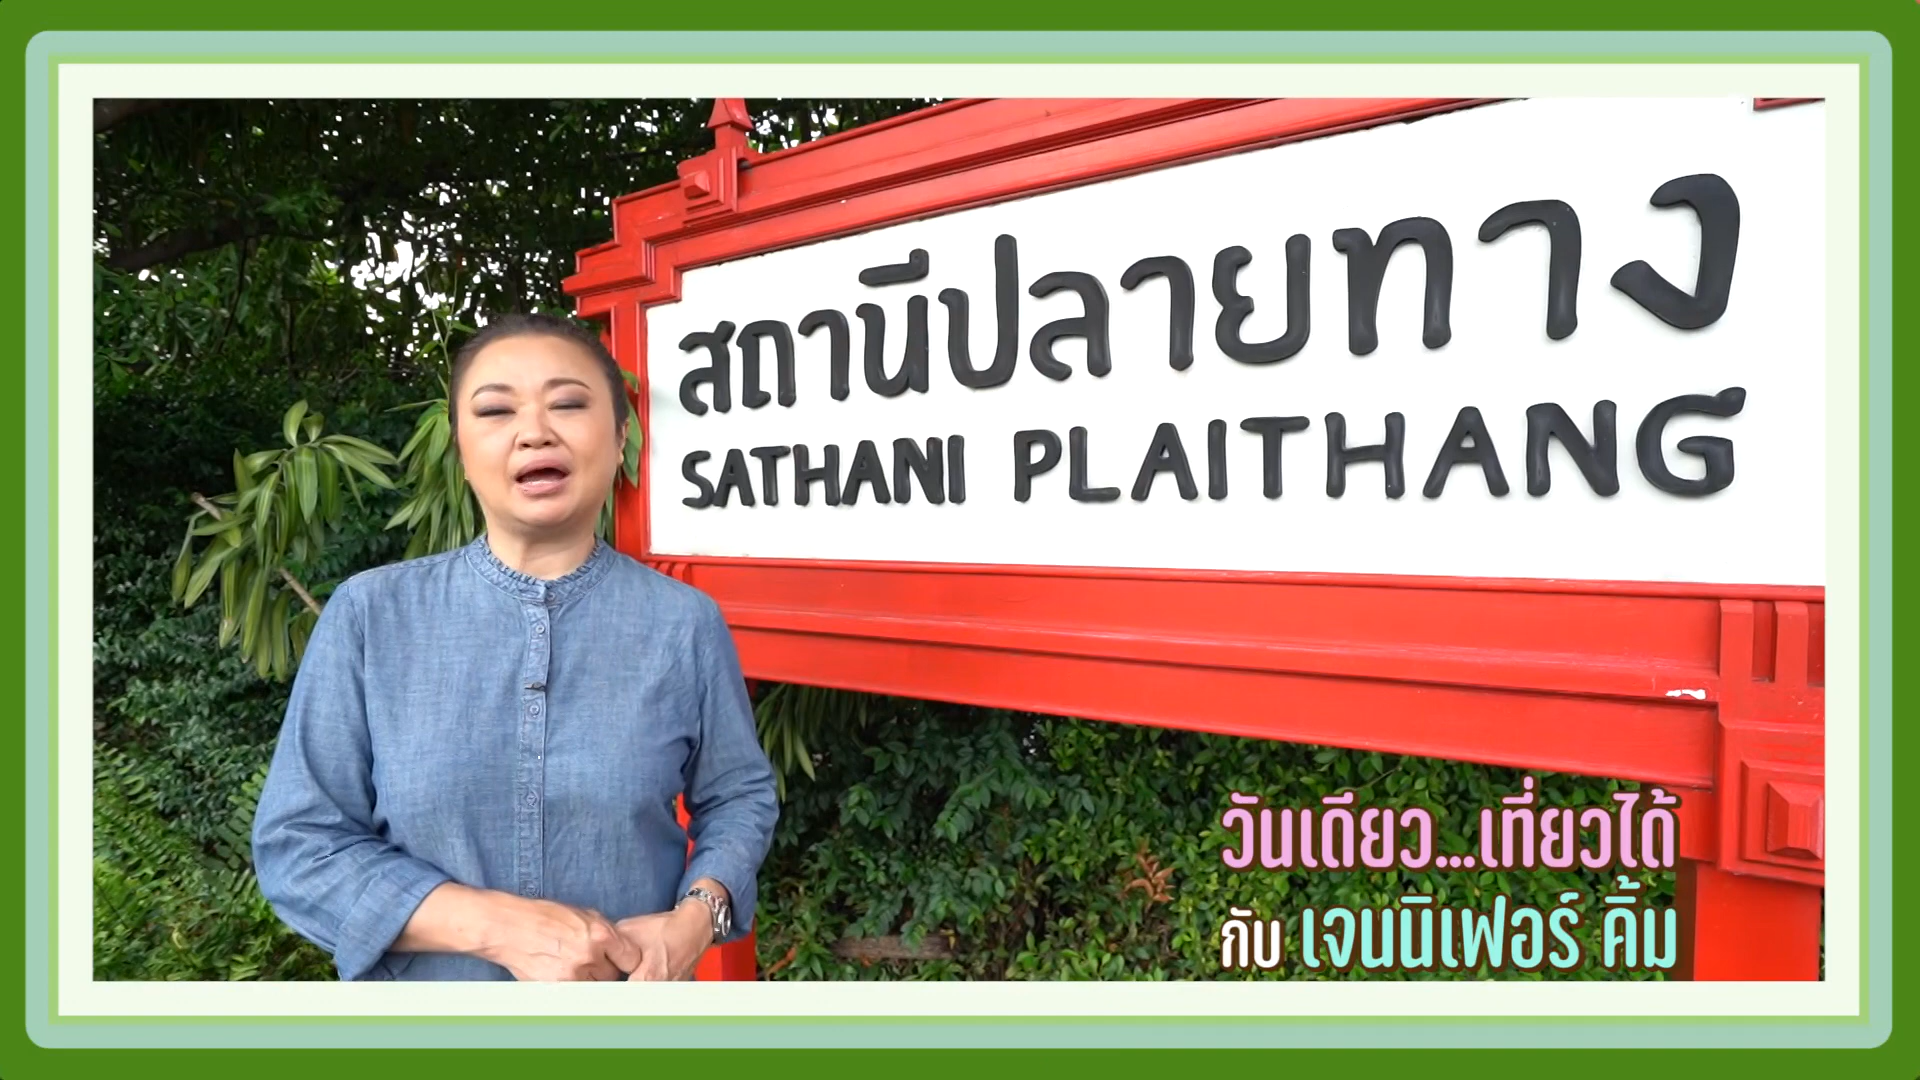 สถานีปลายทาง
SATHANI PLAITHANG
วันเดียว...เที่ยวได้
กับ เจนนิเฟอร์ คิ้ม